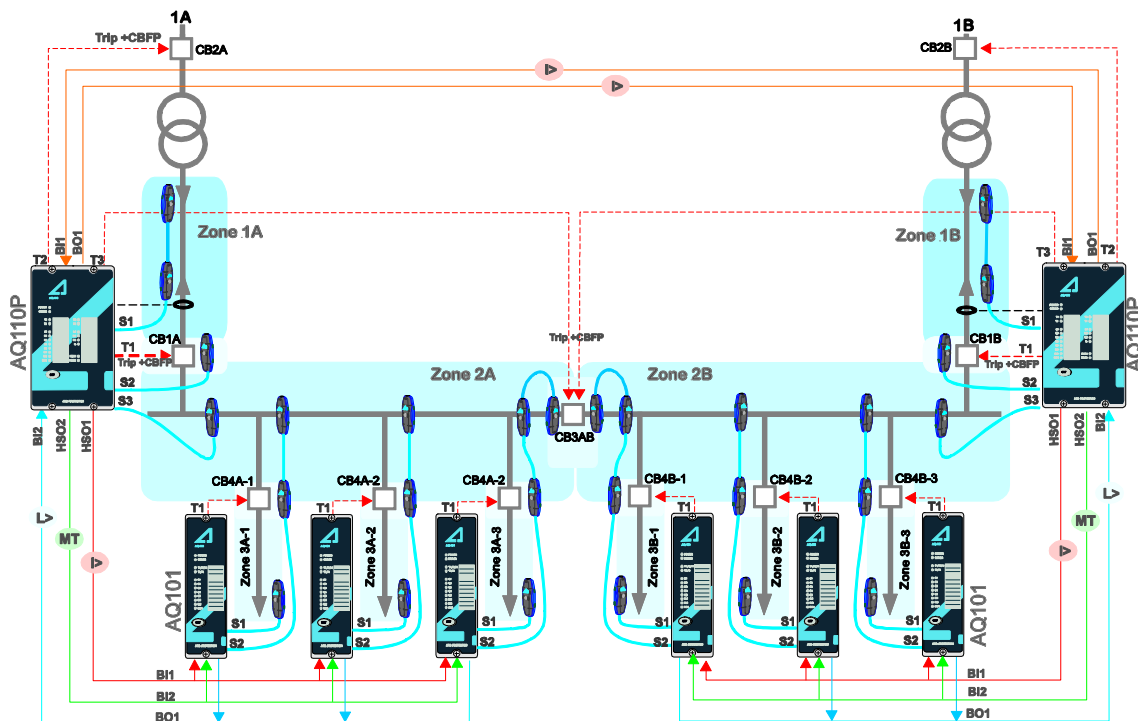 1A
1B
Trip +CBFP
CB2A
CB2B
Zone 1A
Zone 1B
T2
BI1
BO1
T3
T3
BI1
BO1
T2
AQ110P
AQ110P
S1
S1
T1
CB1A
CB1B
T1
Trip +CBFP
Trip +CBFP
Trip +CBFP
S2
S2
S3
S3
Zone 2A
Zone 2B
CB3AB
BI2
HSO2
HSO1
HSO1
HSO2
BI2
CB4A-1
CB4A-2
CB4A-2
CB4B-1
CB4B-2
CB4B-3
T1
T1
T1
T1
T1
T1
MT
MT
Zone 3A-1
Zone 3A-2
Zone 3A-3
Zone 3B-1
Zone 3B-2
Zone 3B-3
AQ101
AQ101
S1
S1
S1
S1
S1
S1
S2
S2
S2
S2
S2
S2
BI1
BI1
BI2
BI2
BO1
BO1